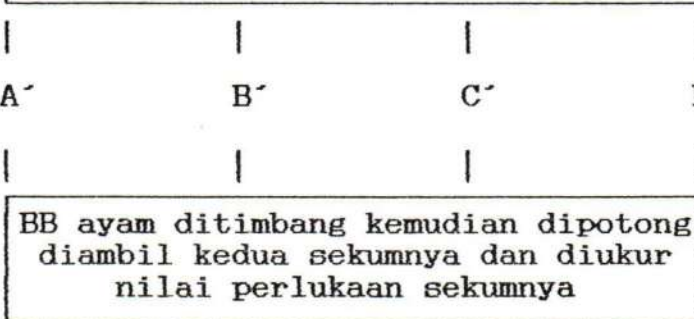 A´ B´ C´
BB ayam ditimbang kemudian dipotong
diambil kedua sekumnya dan diukur
nilai perlukaan sekumnya